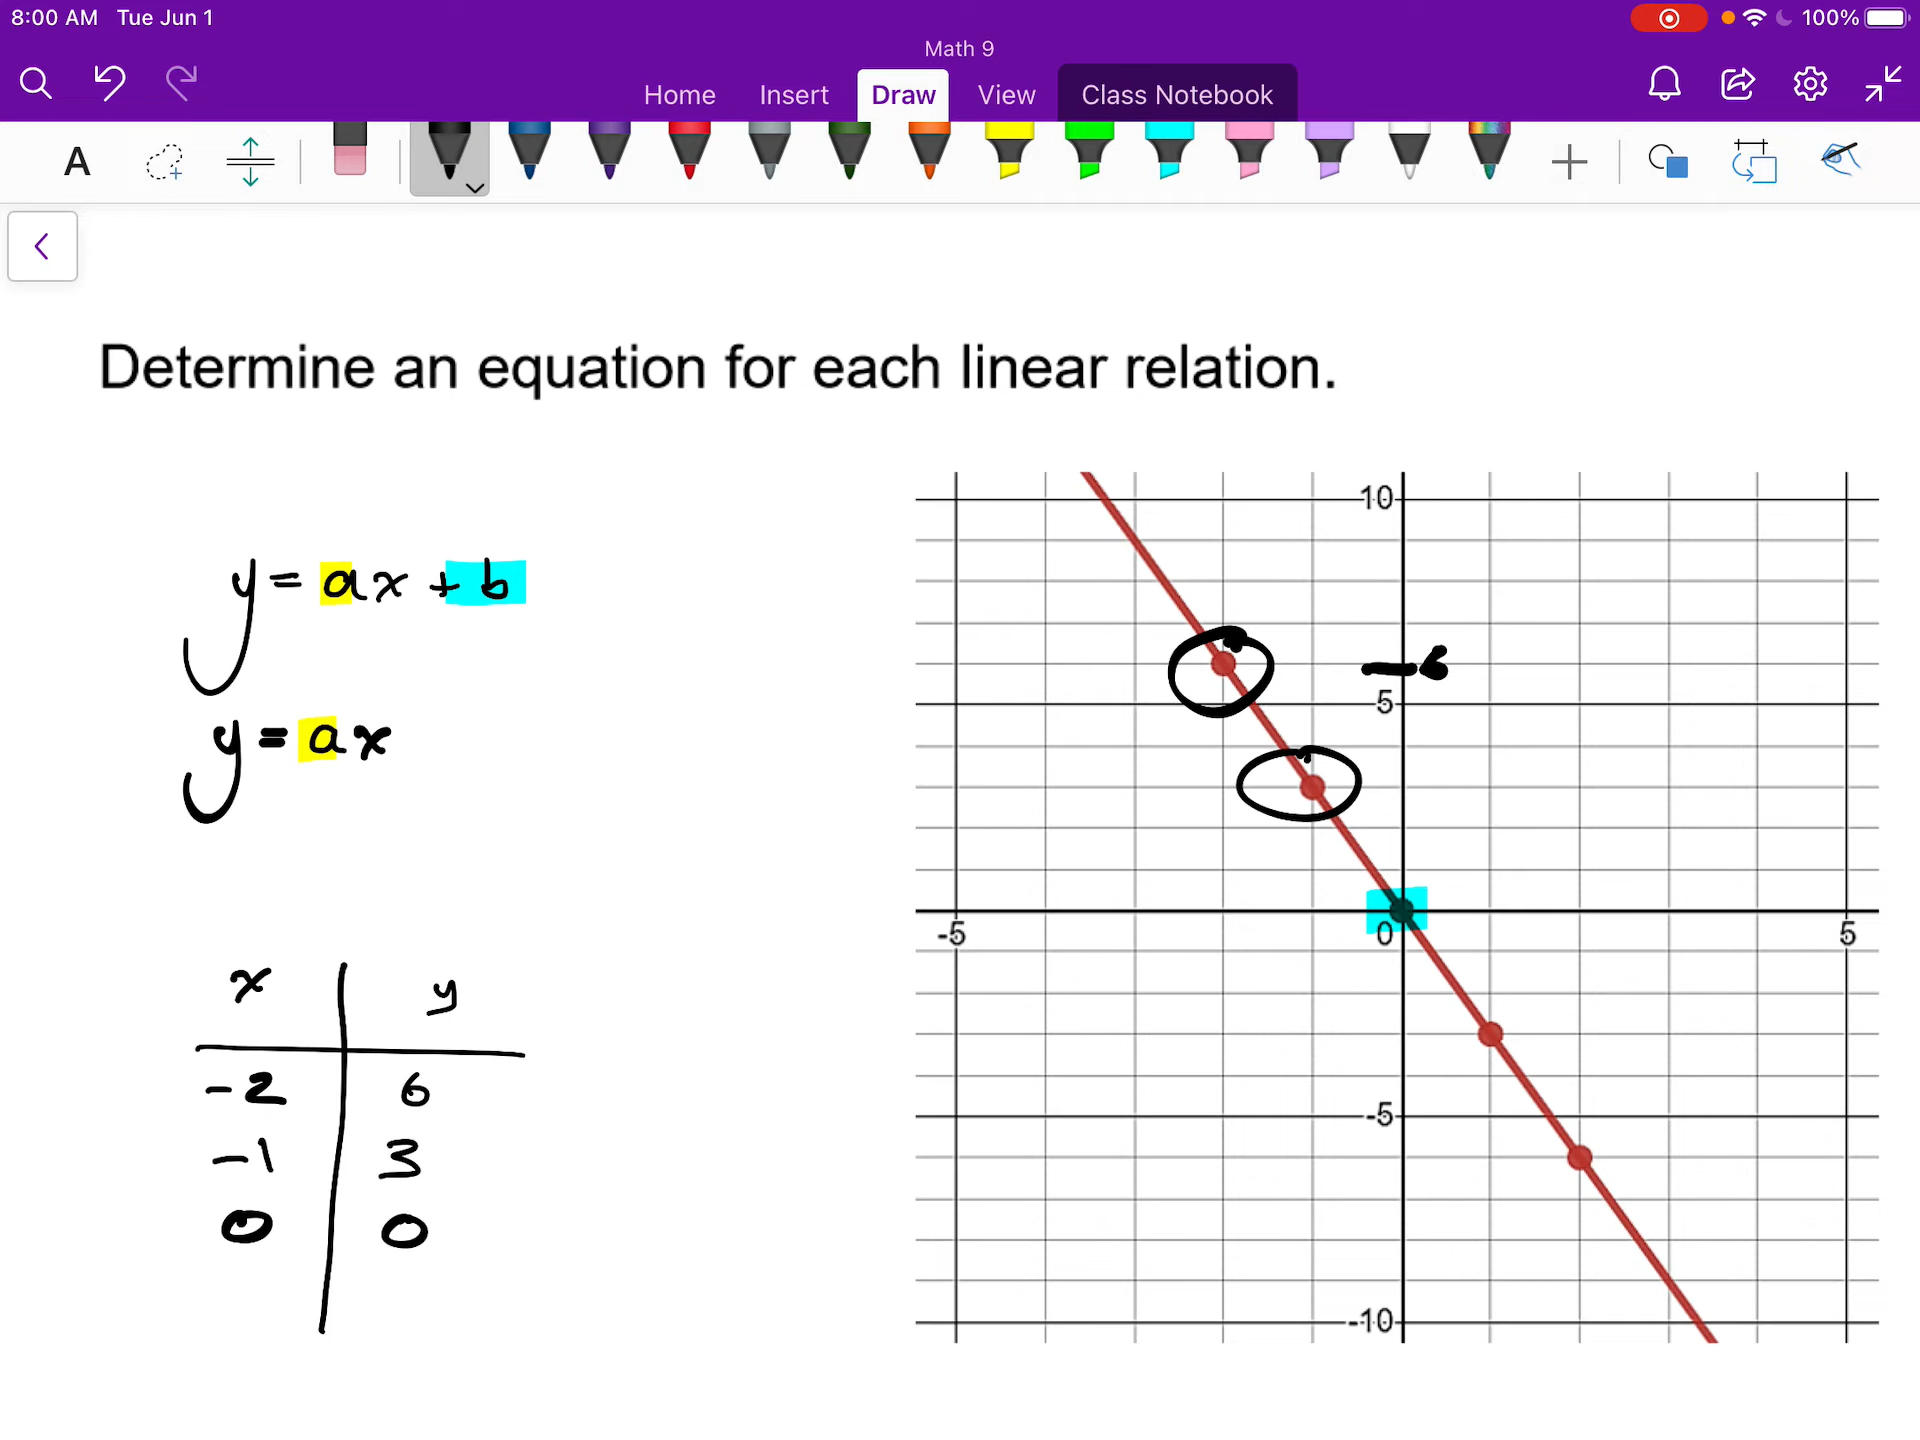 8:00 AM Tue Jun 1
100%
Math 9
Home Insert Draw View Class Notebook
A
Determine an equation for each linear relation.
y = ax + b
y = ax
x y
-2 6
-1 3
0 0
10
6
5
-5 0 5
-5
-10